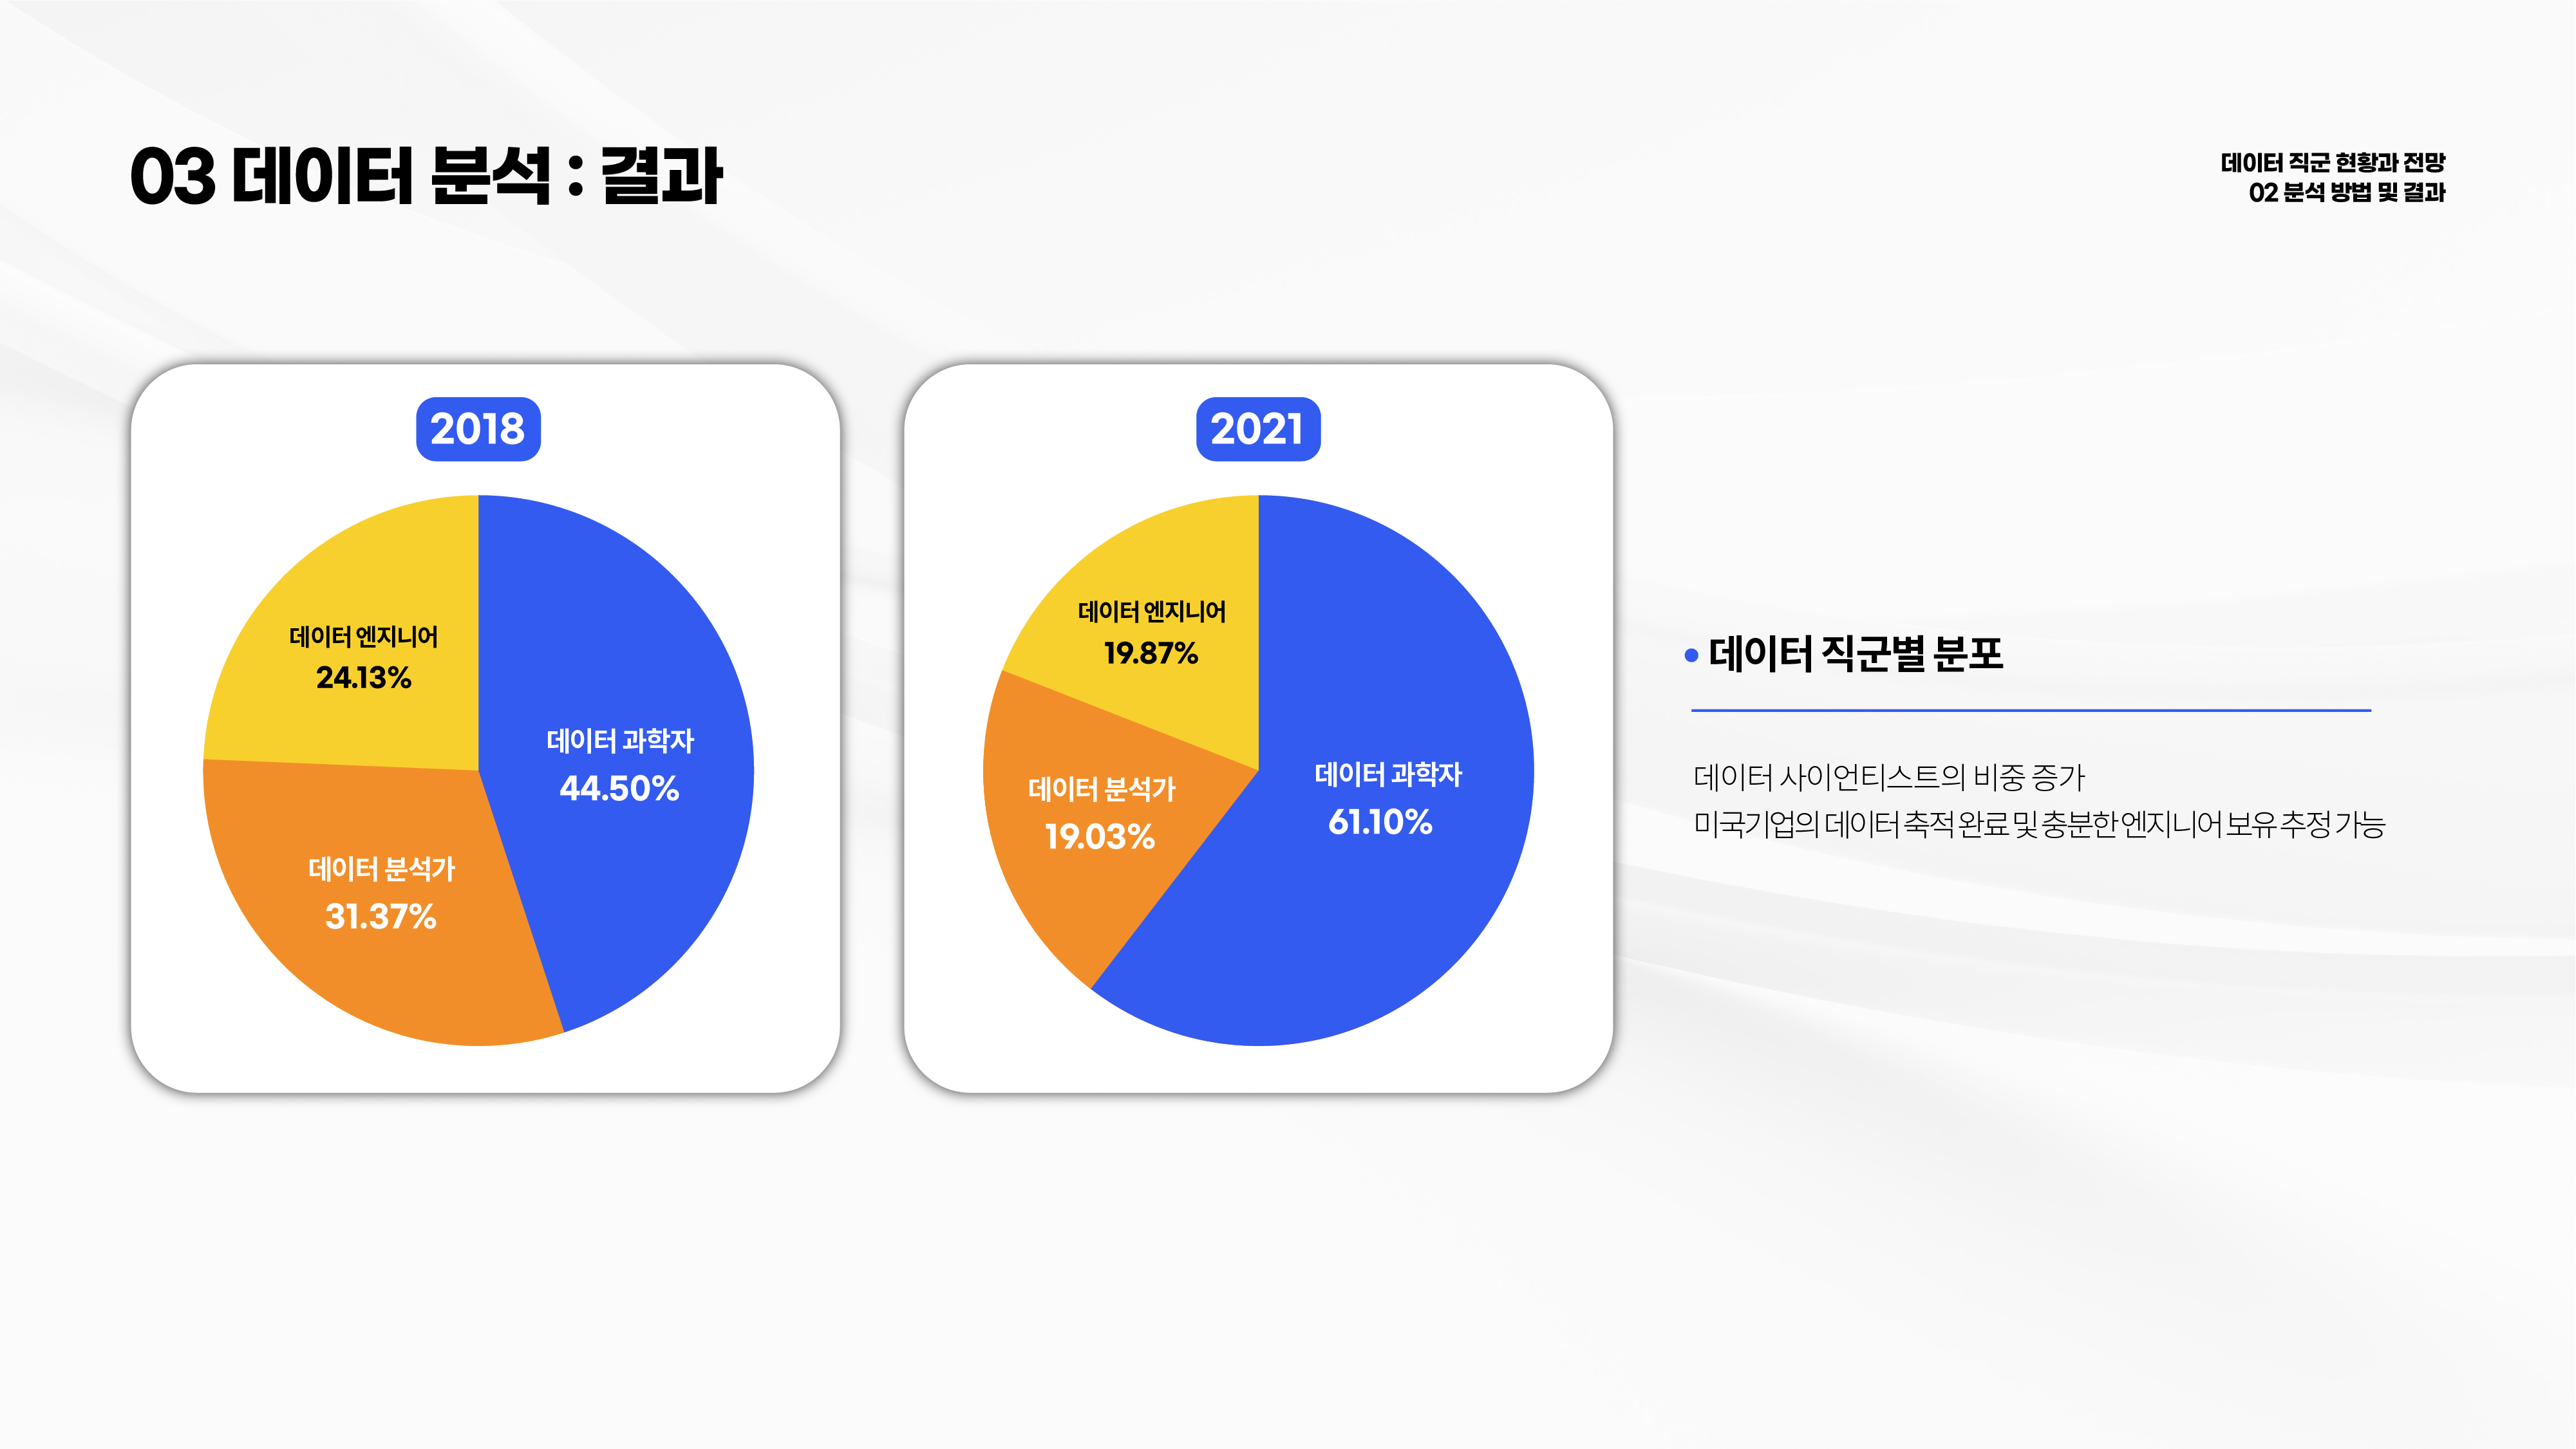 03 데이터 분석 : 결과
데이터 직군 현황과 전망
02 분석 방법 및 결과
2018
데이터 엔지니어
24.13%
데이터 과학자
44.50%
데이터 분석가
31.37%
2021
데이터 엔지니어
19.87%
데이터 과학자
61.10%
데이터 분석가
19.03%
• 데이터 직군별 분포
데이터 사이언티스트의 비중 증가
미국기업의 데이터 축적 완료 및 충분한 엔지니어 보유 추정 가능